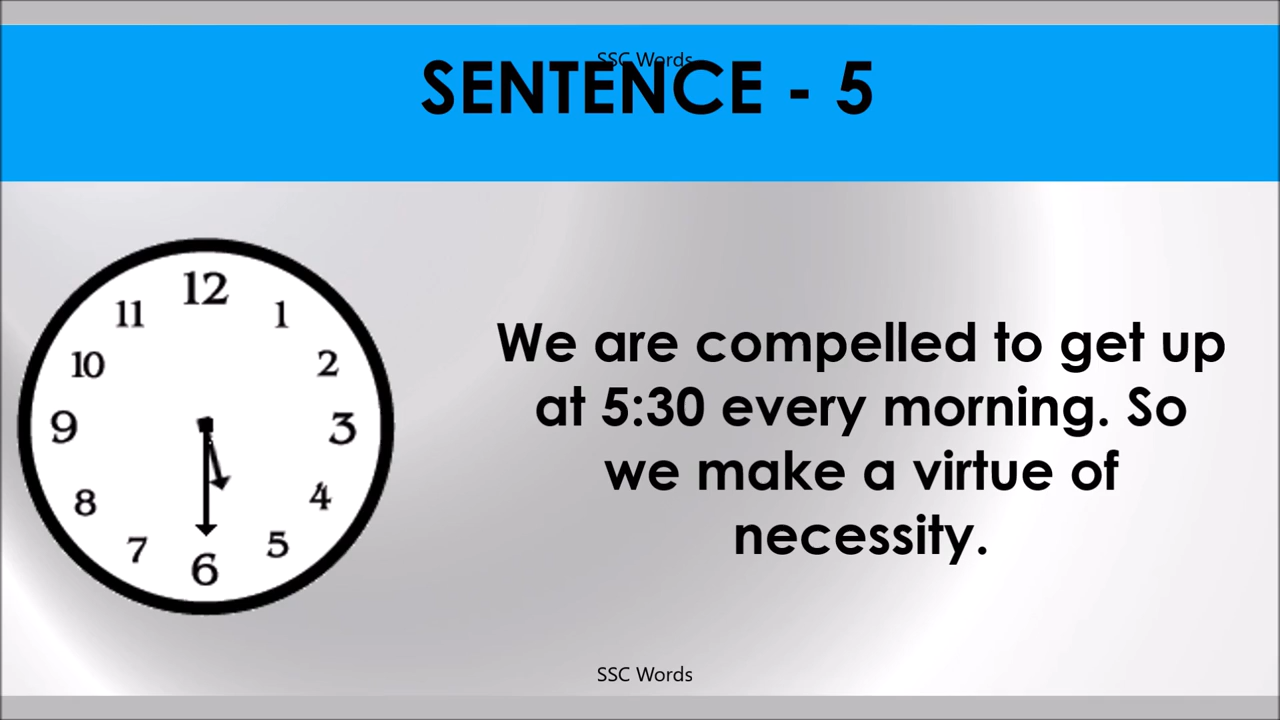 SSC Words
SENTENCE - 5
12
11
1
10
2
9
3
8
4
7
5
6
We are compelled to get up
at 5:30 every morning. So
we make a virtue of
necessity.
SSC Words